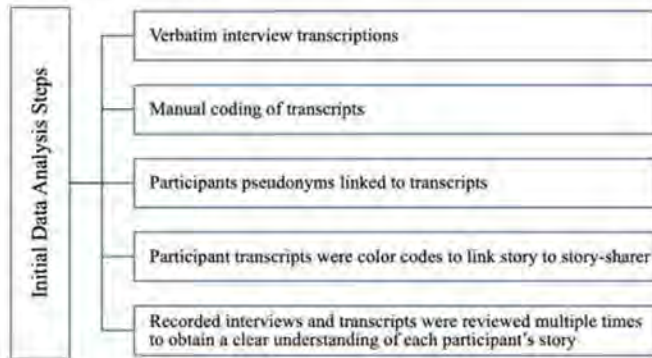 Initial Data Analysis Steps
Verbatim interview transcriptions
Manual coding of transcripts
Participants pseudonyms linked to transcripts
Participant transcripts were color codes to link story to story-sharer
Recorded interviews and transcripts were reviewed multiple times
to obtain a clear understanding of each participant's story